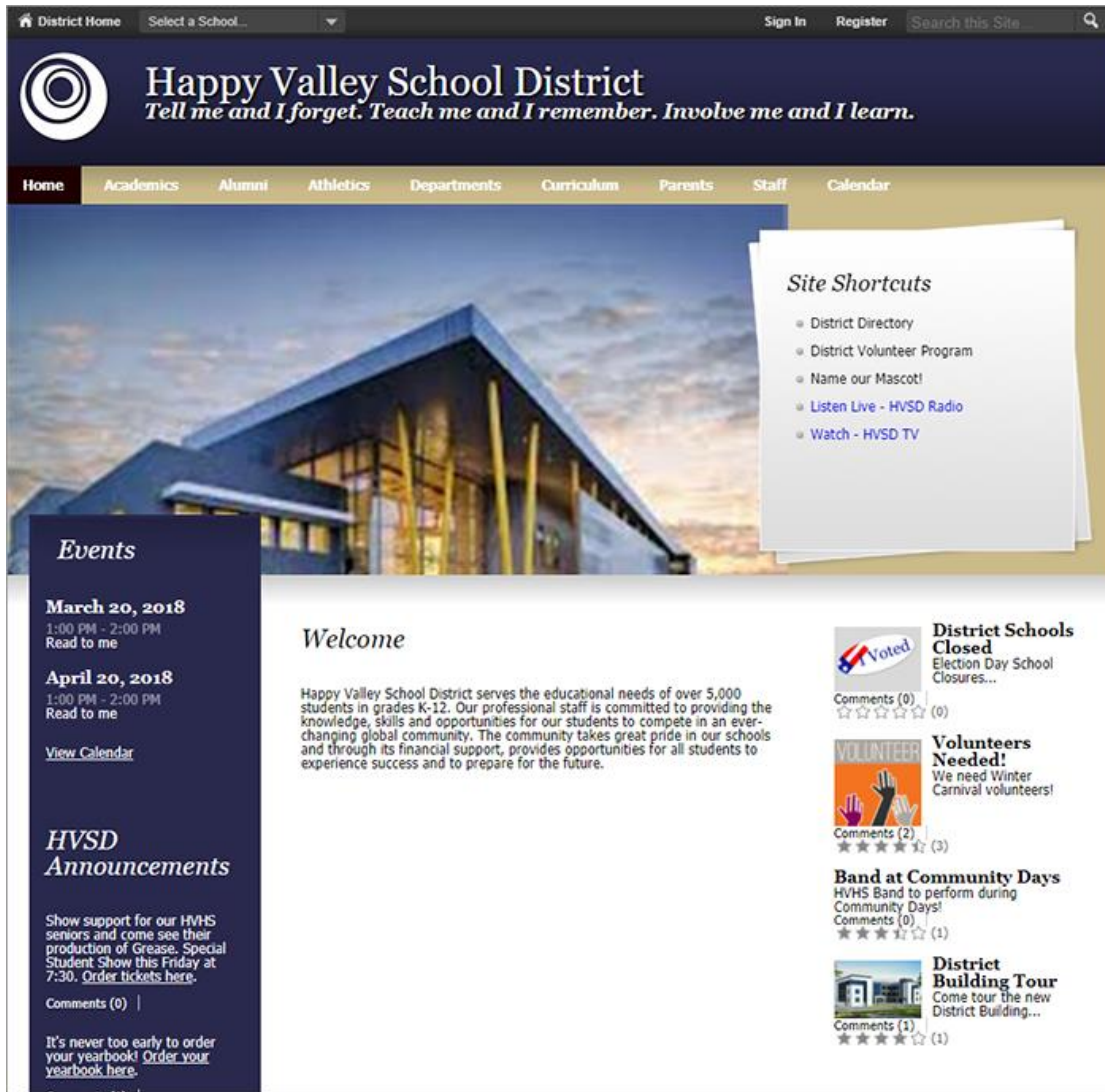 District Home
Select a School...
Sign In
Register
Search this Site...
Happy Valley School District
Tell me and I forget. Teach me and I remember. Involve me and I learn.
Home
Academics
Alumni
Athletics
Departments
Curriculum
Parents
Staff
Calendar
Site Shortcuts
District Directory
District Volunteer Program
Name our Mascot!
Listen Live - HVSD Radio
Watch - HVSD TV
Events
March 20, 2018
1:00 PM - 2:00 PM
Read to me
April 20, 2018
1:00 PM - 2:00 PM
Read to me
View Calendar
HVSD
Announcements
Show support for our HVHS
seniors and come see their
production of Grease. Special
Student Show this Friday at
7:30. Order tickets here.
Comments (0)
It's never too early to order
your yearbook! Order your
yearbook here.
Welcome
Happy Valley School District serves the educational needs of over 5,000
students in grades K-12. Our professional staff is committed to providing the
knowledge, skills and opportunities for our students to compete in an ever-
changing global community. The community takes great pride in our schools
and through its financial support, provides opportunities for all students to
experience success and to prepare for the future.
I Voted
District Schools
Closed
Election Day School
Closures...
Comments (0)
(0)
VOLUNTEER
Volunteers
Needed!
We need Winter
Carnival volunteers!
Comments (2)
(3)
Band at Community Days
HVHS Band to perform during
Community Days!
Comments (0)
(1)
District
Building Tour
Come tour the new
District Building...
Comments (1)
(1)